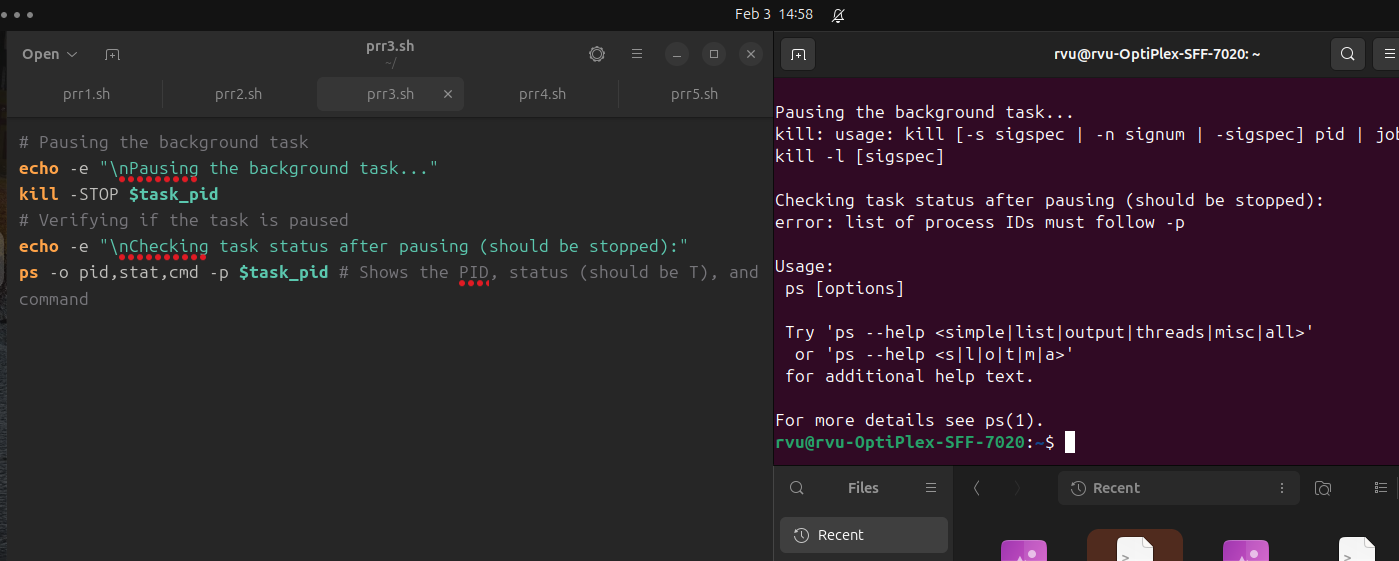 Feb 3 14:58
Open
prr3.sh
~/
prr1.sh
prr2.sh
prr3.sh
prr4.sh
prr5.sh
# Pausing the background task
echo -e "\nPausing the background task..."
kill -STOP $task_pid
# Verifying if the task is paused
echo -e "\nChecking task status after pausing (should be stopped):"
ps -o pid,stat,cmd -p $task_pid # Shows the PID, status (should be T), and
command
rvu@rvu-OptiPlex-SFF-7020: ~
Pausing the background task...
kill: usage: kill [-s sigspec | -n signum | -sigspec] pid | job
kill -l [sigspec]
Checking task status after pausing (should be stopped):
error: list of process IDs must follow -p
Usage:
ps [options]
Try 'ps --help <simple|list|output|threads|misc|all>'
or 'ps --help <s|l|o|t|m|a>'
for additional help text.
For more details see ps(1).
rvu@rvu-OptiPlex-SFF-7020:~$
Files
Recent
Recent